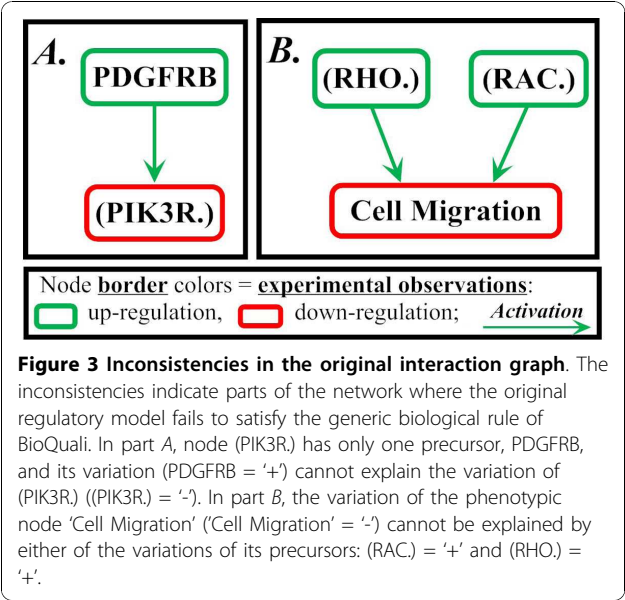 A.
PDGFRB
(PIK3R.)
B.
(RHO.) (RAC.)
Cell Migration
Node border colors = experimental observations:
up-regulation, down-regulation; Activation
Figure 3 Inconsistencies in the original interaction graph. The
inconsistencies indicate parts of the network where the original
regulatory model fails to satisfy the generic biological rule of
BioQuali. In part A, node (PIK3R.) has only one precursor, PDGFRB,
and its variation (PDGFRB = ‘+’) cannot explain the variation of
(PIK3R.) ((PIK3R.) = ‘-’). In part B, the variation of the phenotypic
node ‘Cell Migration’ (’Cell Migration’ = ‘-’) cannot be explained by
either of the variations of its precursors: (RAC.) = ‘+’ and (RHO.) =
‘+’.